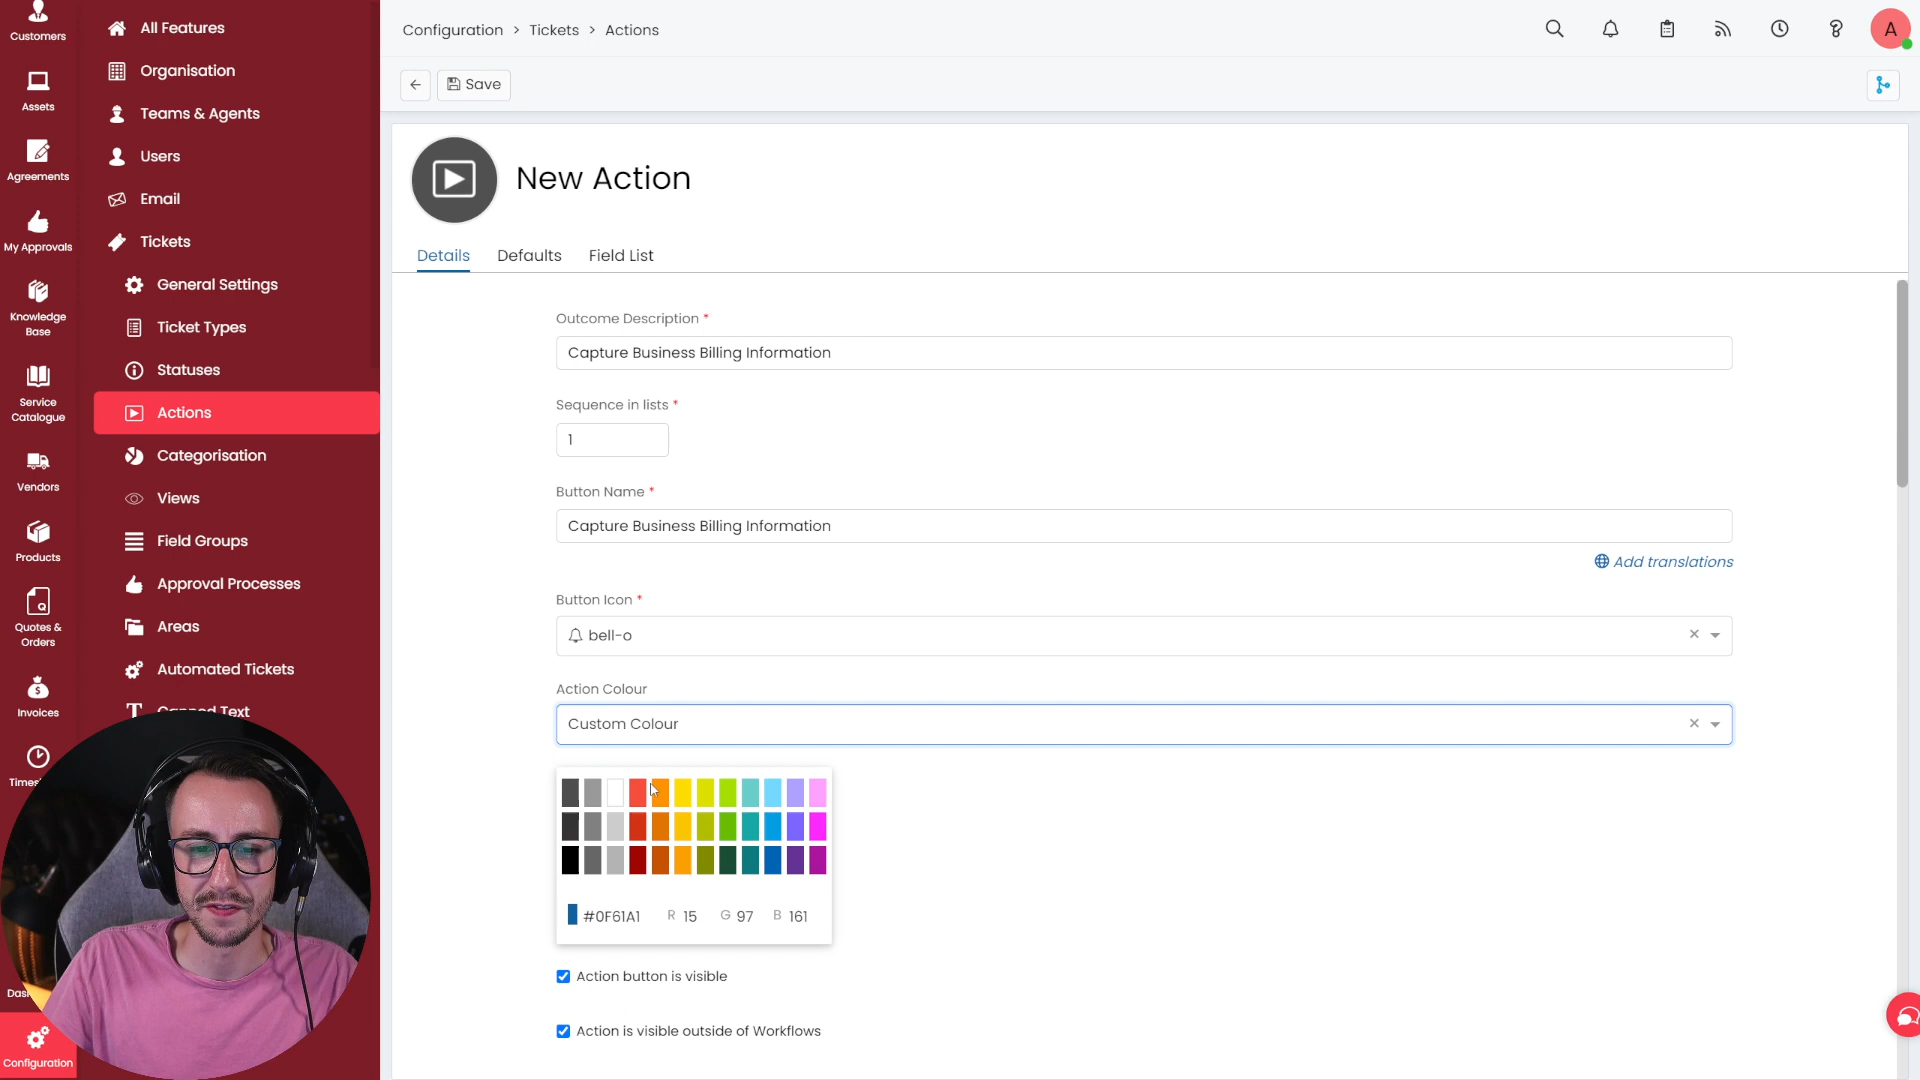 Customers
Assets
Agreements
My Approvals
Knowledge
Base
Service
Catalogue
Vendors
Products
Quotes &
Orders
Invoices
Configuration
All Features
Organisation
Teams & Agents
Users
Email
Tickets
General Settings
Ticket Types
Statuses
Actions
Categorisation
Views
Field Groups
Approval Processes
Areas
Automated Tickets
Canned Text
Configuration > Tickets > Actions
A
Save
New Action
Details Defaults Field List
Outcome Description *
Capture Business Billing Information
Sequence in lists *
1
Button Name *
Capture Business Billing Information
Add translations
Button Icon *
bell-o
Action Colour
Custom Colour
#0F61A1 R 15 G 97 B 161
Action button is visible
Action is visible outside of Workflows